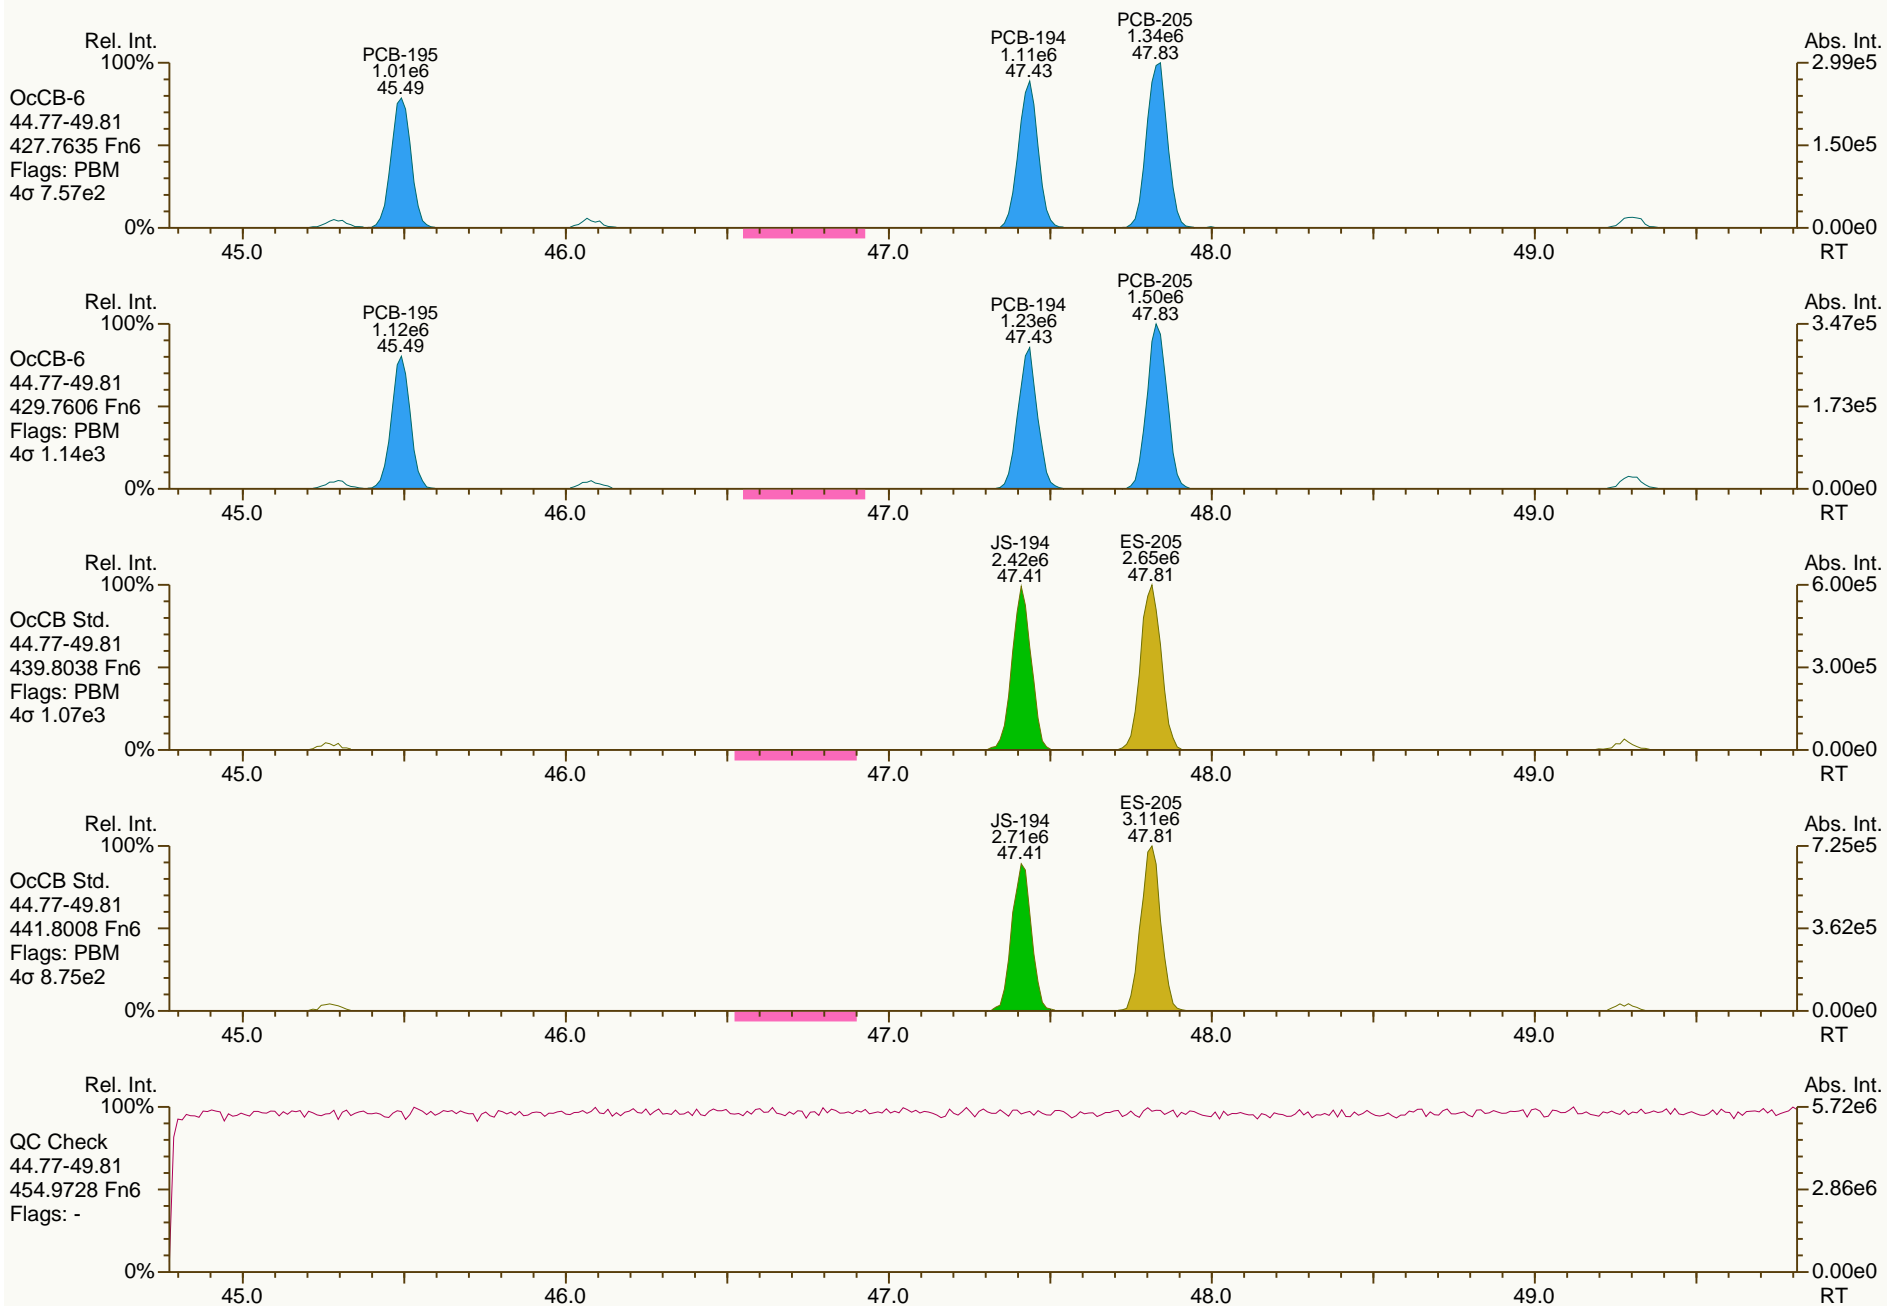 Rel. Int.
100%
0%
OcCB-6
44.77-49.81
427.7635 Fn6
Flags: PBM
4σ 7.57e2
PCB-195
1.01e6
45.49
PCB-194
1.11e6
47.43
PCB-205
1.34e6
47.83
Abs. Int.
2.99e5
1.50e5
0.00e0
45.0 46.0 47.0 48.0 49.0 RT
Rel. Int.
100%
0%
OcCB-6
44.77-49.81
429.7606 Fn6
Flags: PBM
4σ 1.14e3
PCB-195
1.12e6
45.49
PCB-194
1.23e6
47.43
PCB-205
1.50e6
47.83
Abs. Int.
3.47e5
1.73e5
0.00e0
45.0 46.0 47.0 48.0 49.0 RT
Rel. Int.
100%
0%
OcCB Std.
44.77-49.81
439.8038 Fn6
Flags: PBM
4σ 1.07e3
JS-194
2.42e6
47.41
ES-205
2.65e6
47.81
Abs. Int.
6.00e5
3.00e5
0.00e0
45.0 46.0 47.0 48.0 49.0 RT
Rel. Int.
100%
0%
OcCB Std.
44.77-49.81
441.8008 Fn6
Flags: PBM
4σ 8.75e2
JS-194
2.71e6
47.41
ES-205
3.11e6
47.81
Abs. Int.
7.25e5
3.62e5
0.00e0
45.0 46.0 47.0 48.0 49.0 RT
Rel. Int.
100%
0%
QC Check
44.77-49.81
454.9728 Fn6
Flags: -
Abs. Int.
5.72e6
2.86e6
0.00e0
45.0 46.0 47.0 48.0 49.0 RT